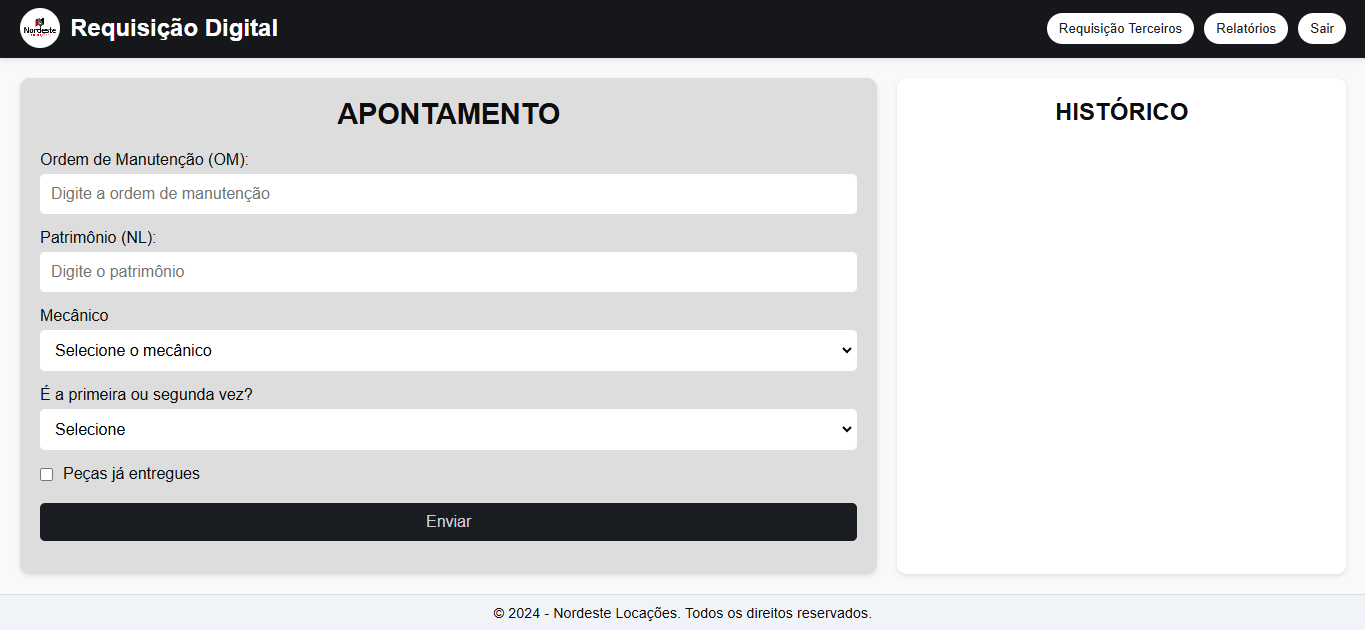 Nordeste
Requisição Digital
Requisição Terceiros
Relatórios
Sair
APONTAMENTO
Ordem de Manutenção (OM):
Digite a ordem de manutenção
Patrimônio (NL):
Digite o patrimônio
Mecânico
Selecione o mecânico
É a primeira ou segunda vez?
Selecione
Peças já entregues
Enviar
HISTÓRICO
© 2024 - Nordeste Locações. Todos os direitos reservados.